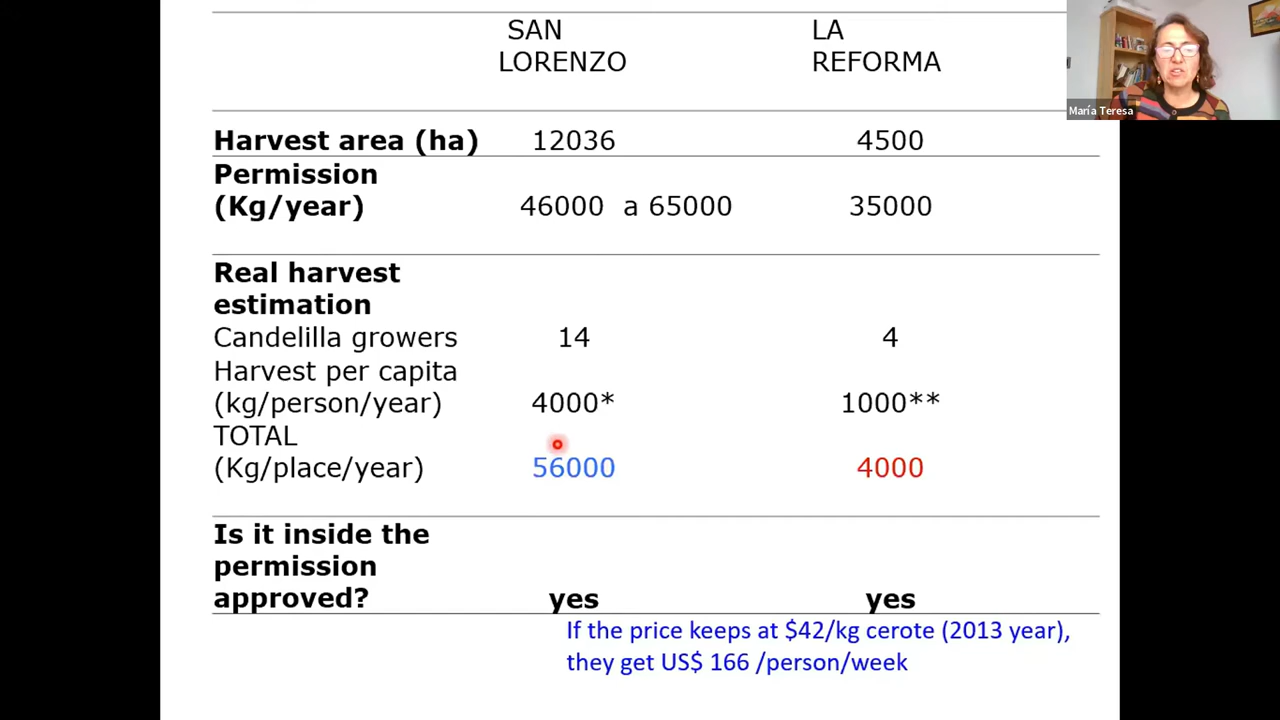 SAN LORENZO
LA REFORMA
María Teresa
Harvest area (ha) 12036 4500
Permission
(Kg/year) 46000 a 65000 35000
Real harvest
estimation
Candelilla growers 14 4
Harvest per capita
(kg/person/year) 4000* 1000**
TOTAL
(Kg/place/year) 56000 4000
Is it inside the
permission
approved? yes yes
If the price keeps at $42/kg cerote (2013 year),
they get US$ 166 /person/week